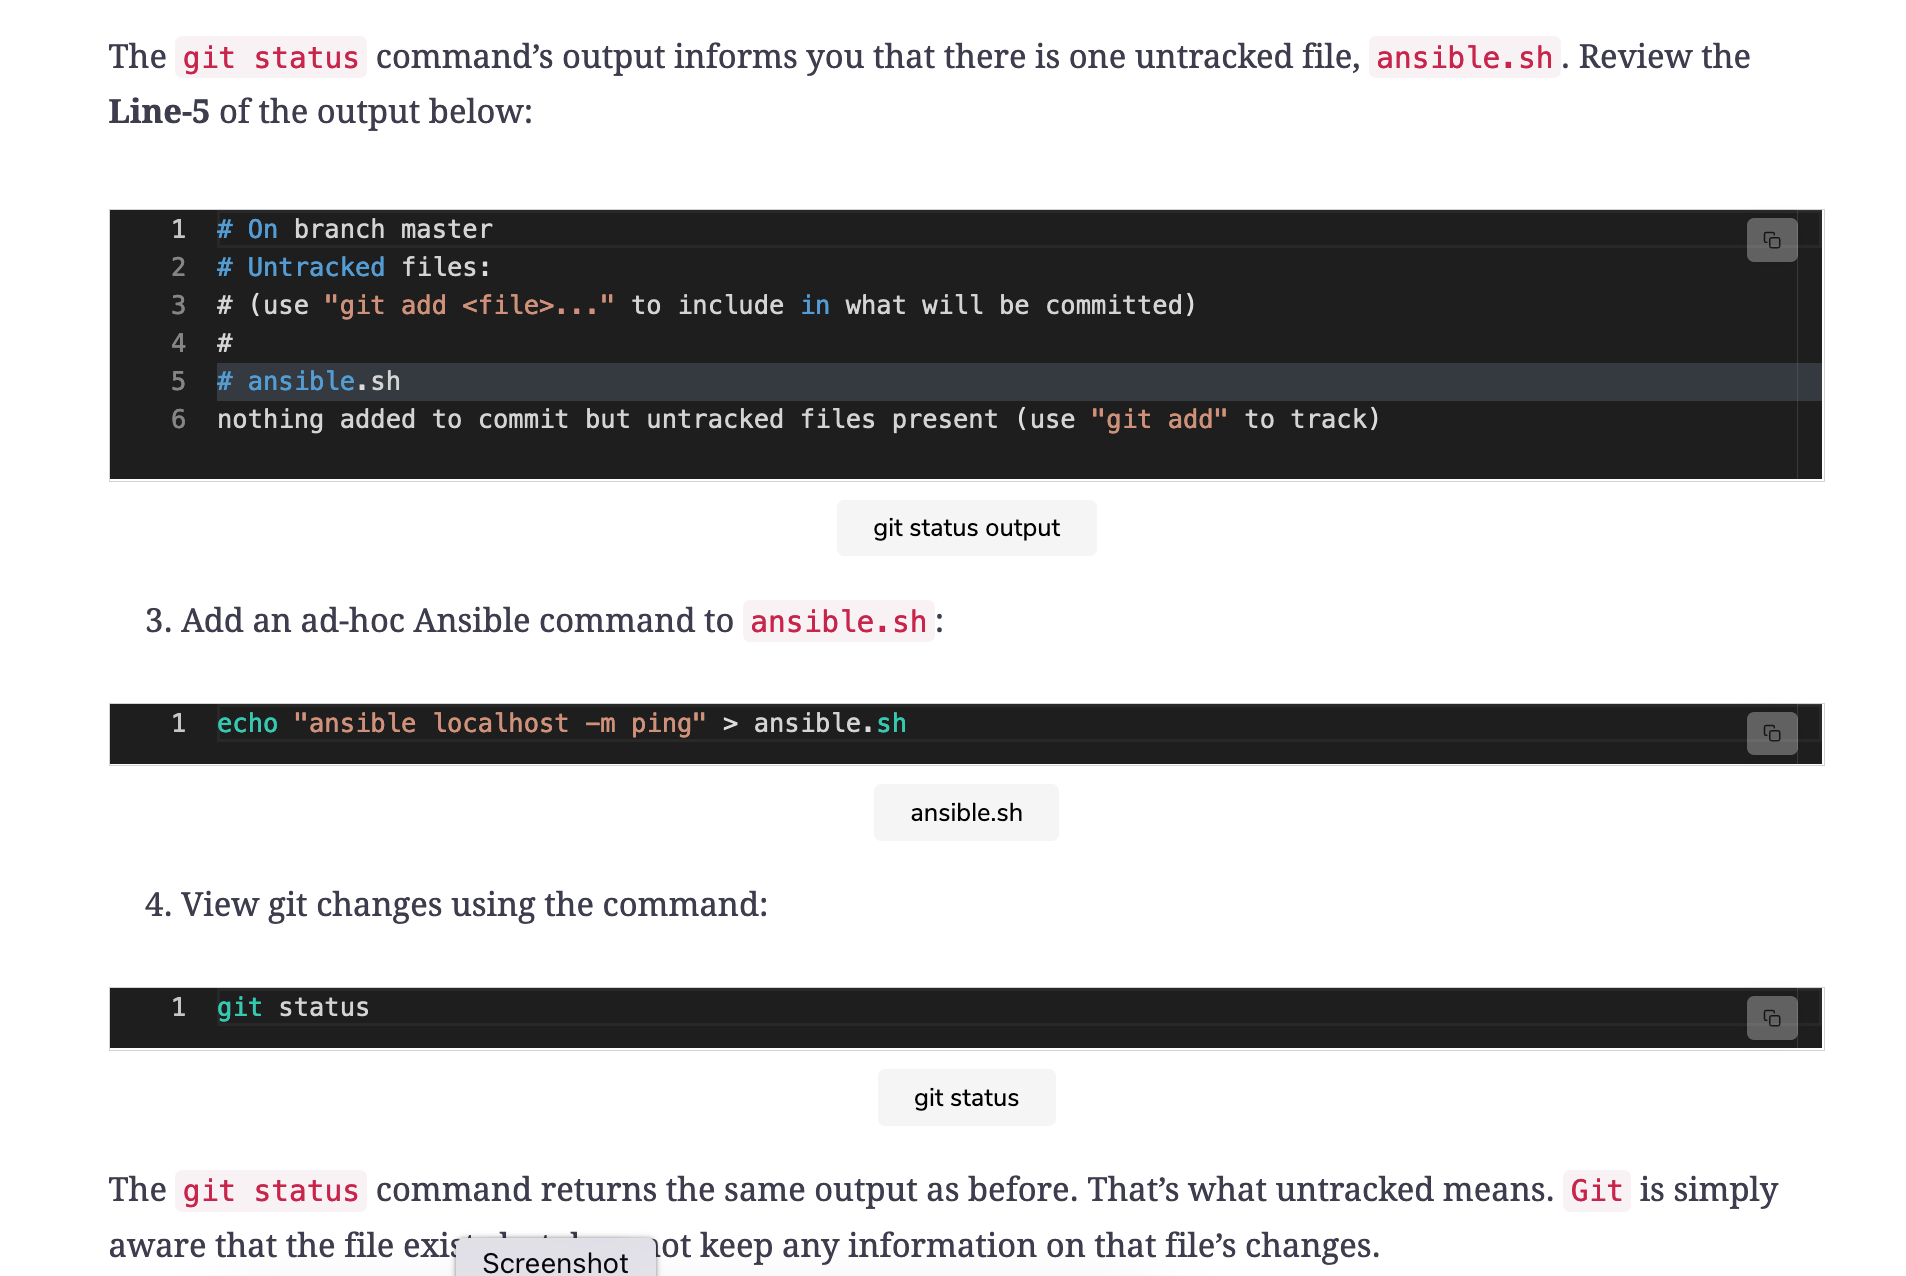 The git status command’s output informs you that there is one untracked file, ansible.sh. Review the
Line-5 of the output below:
1 # On branch master
2 # Untracked files:
3 # (use "git add <file>..." to include in what will be committed)
4 #
5 # ansible.sh
6 nothing added to commit but untracked files present (use "git add" to track)
git status output
3. Add an ad-hoc Ansible command to ansible.sh:
1 echo "ansible localhost –m ping" > ansible.sh
ansible.sh
4. View git changes using the command:
1 git status
git status
The git status command returns the same output as before. That’s what untracked means. Git is simply
aware that the file keep any information on that file’s changes.
Screenshot